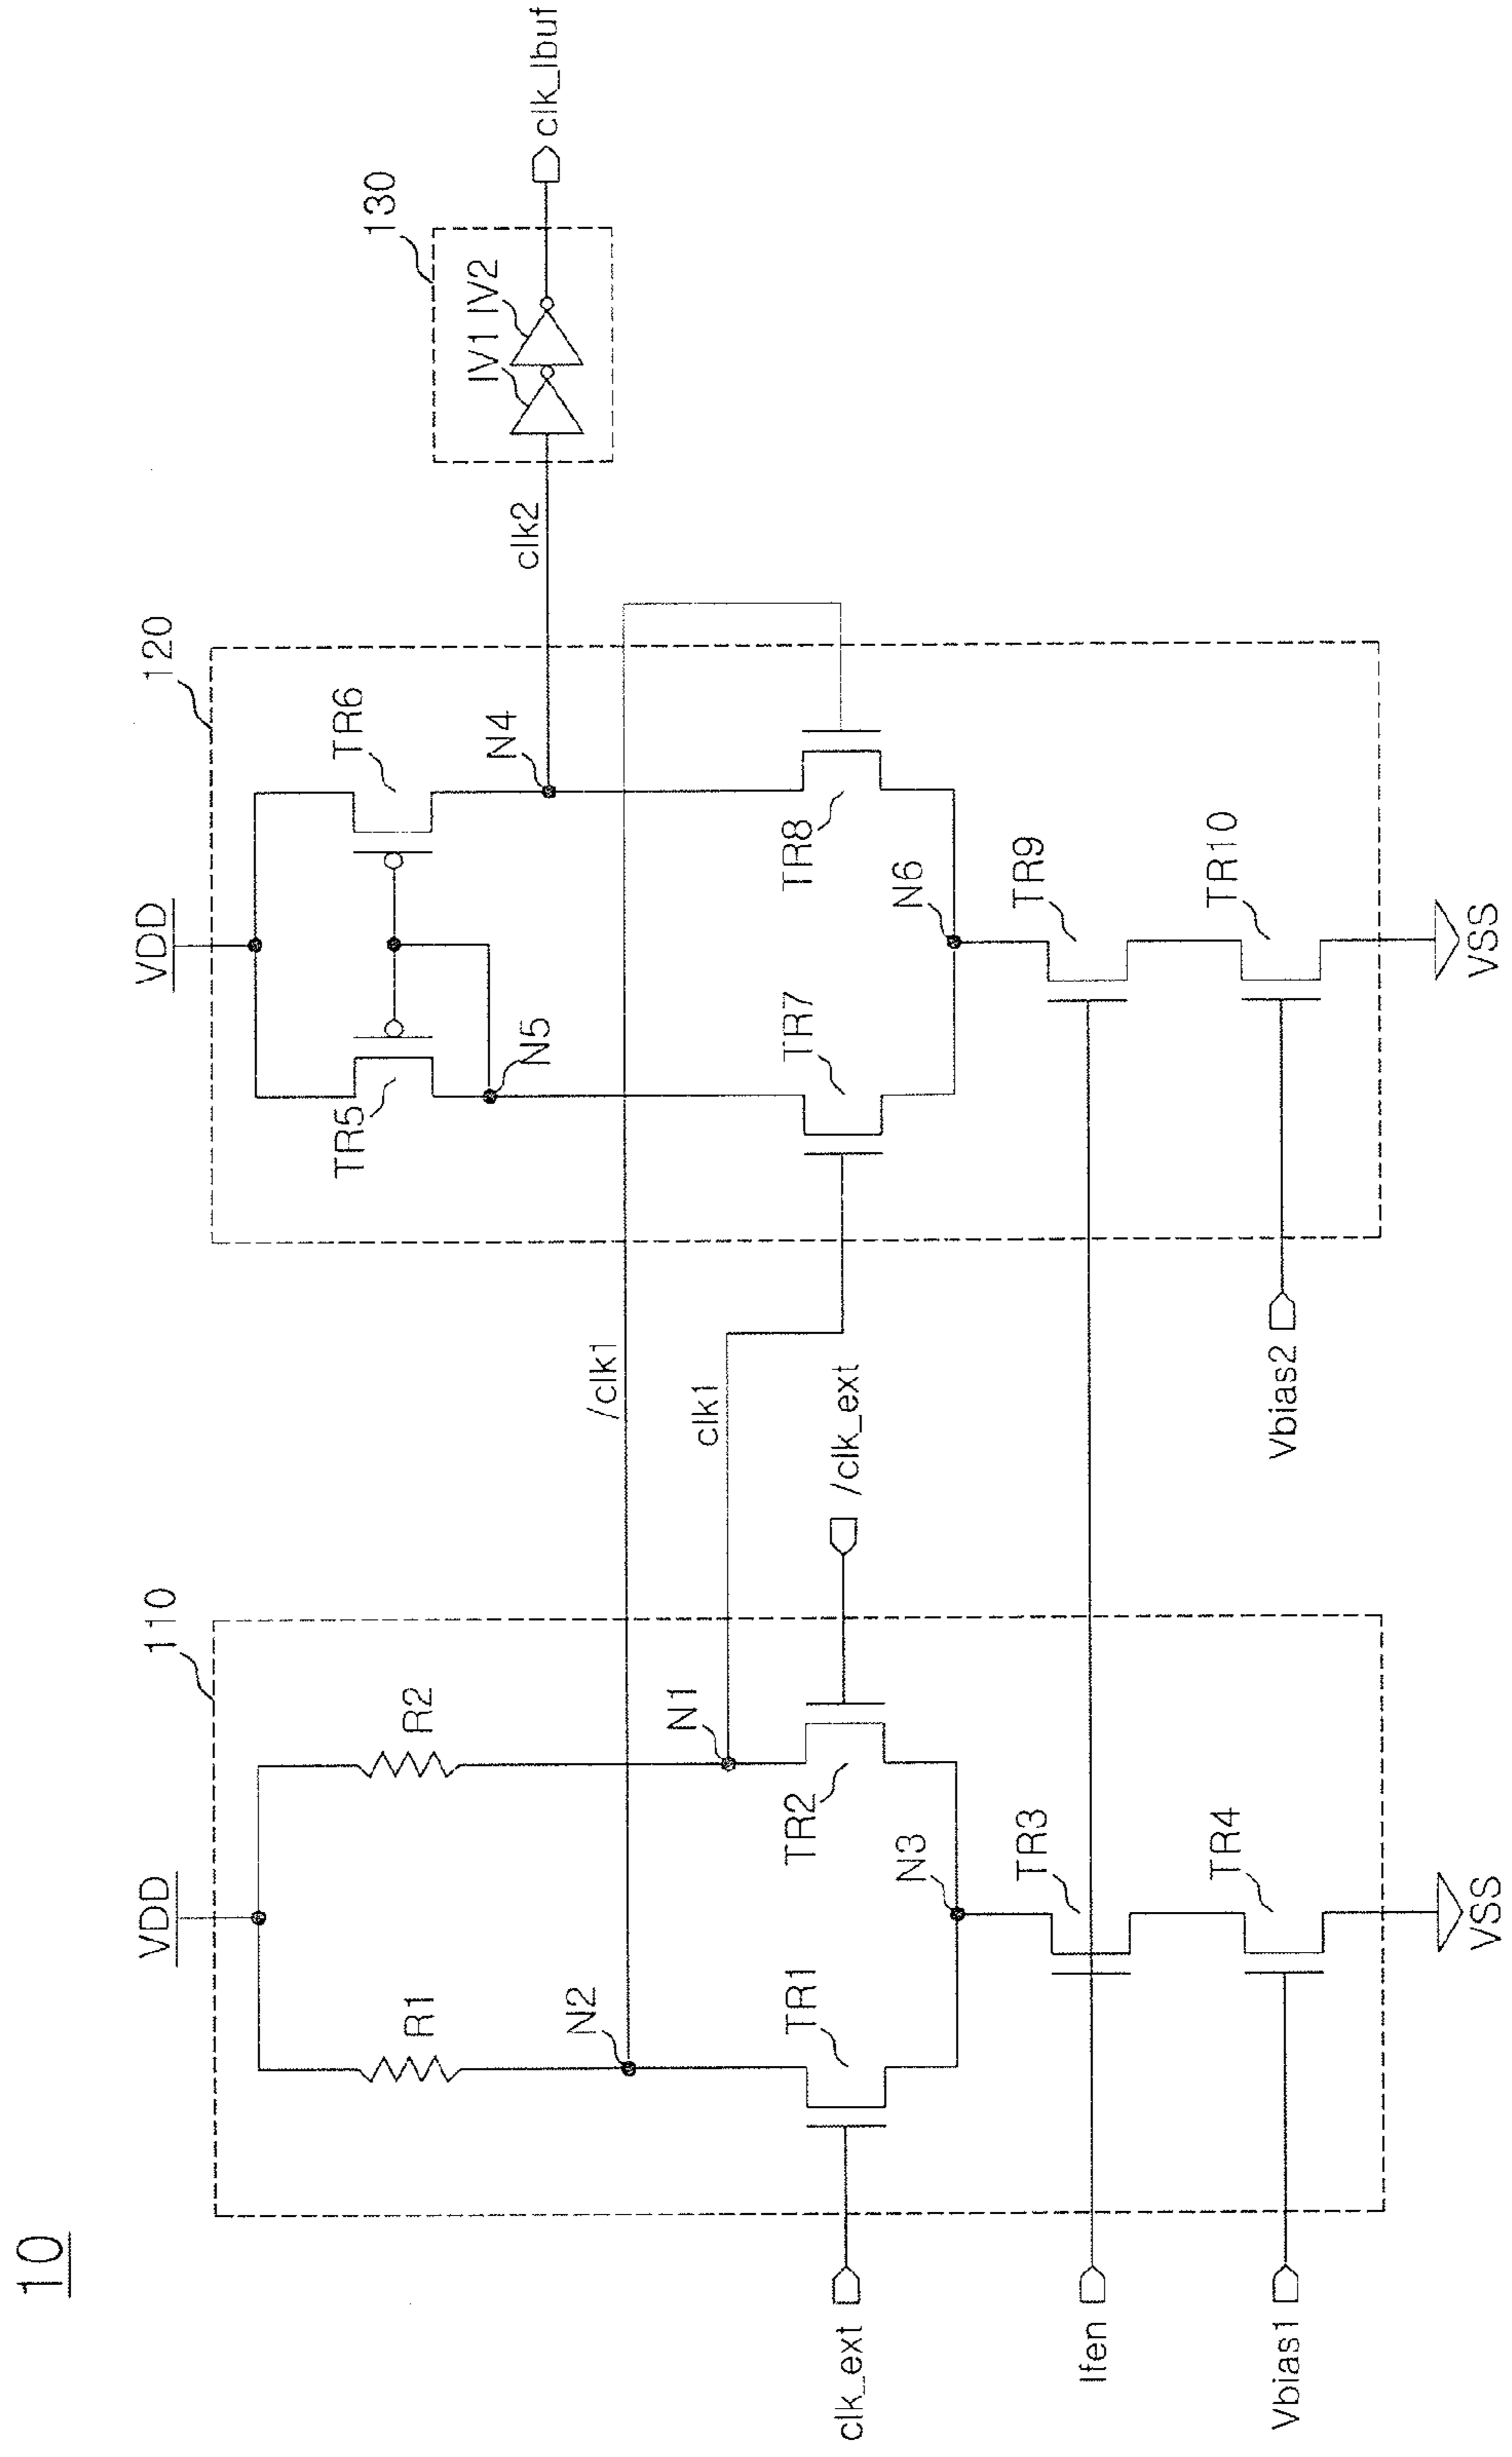 10
110
120
130
VDD
R1
R2
N2
N1
TR1
TR2
N3
TR3
TR4
VSS
clk_ext
/clk_ext
lfen
Vbias1
/clk1
clk1
VDD
TR5
TR6
N5
N4
TR7
TR8
N6
TR9
TR10
Vbias2
VSS
clk2
IV1 IV2
clk_ibuf